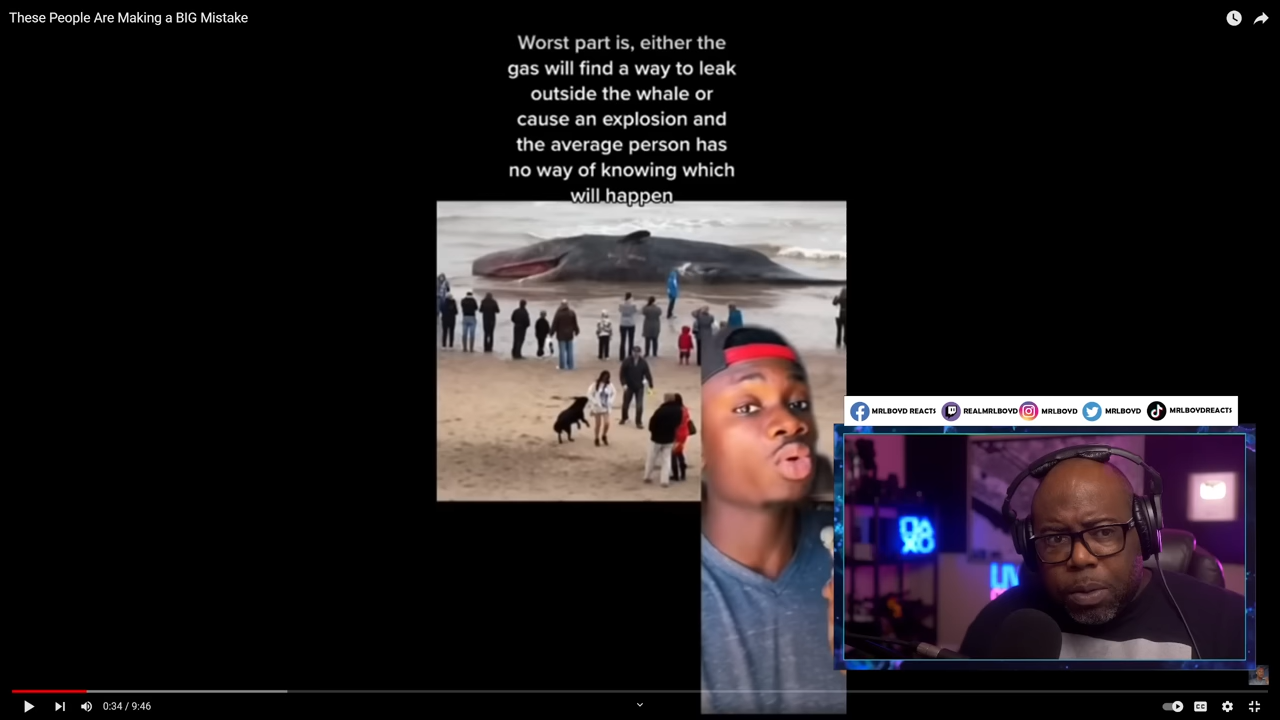 These People Are Making a BIG Mistake
Worst part is, either the
gas will find a way to leak
outside the whale or
cause an explosion and
the average person has
no way of knowing which
will happen
MRLBOYD REACTS REALMRLBOYD MRLBOYD MRLBOYD MRLBOYDREACTS
LIV
0:34 / 9:46
CC